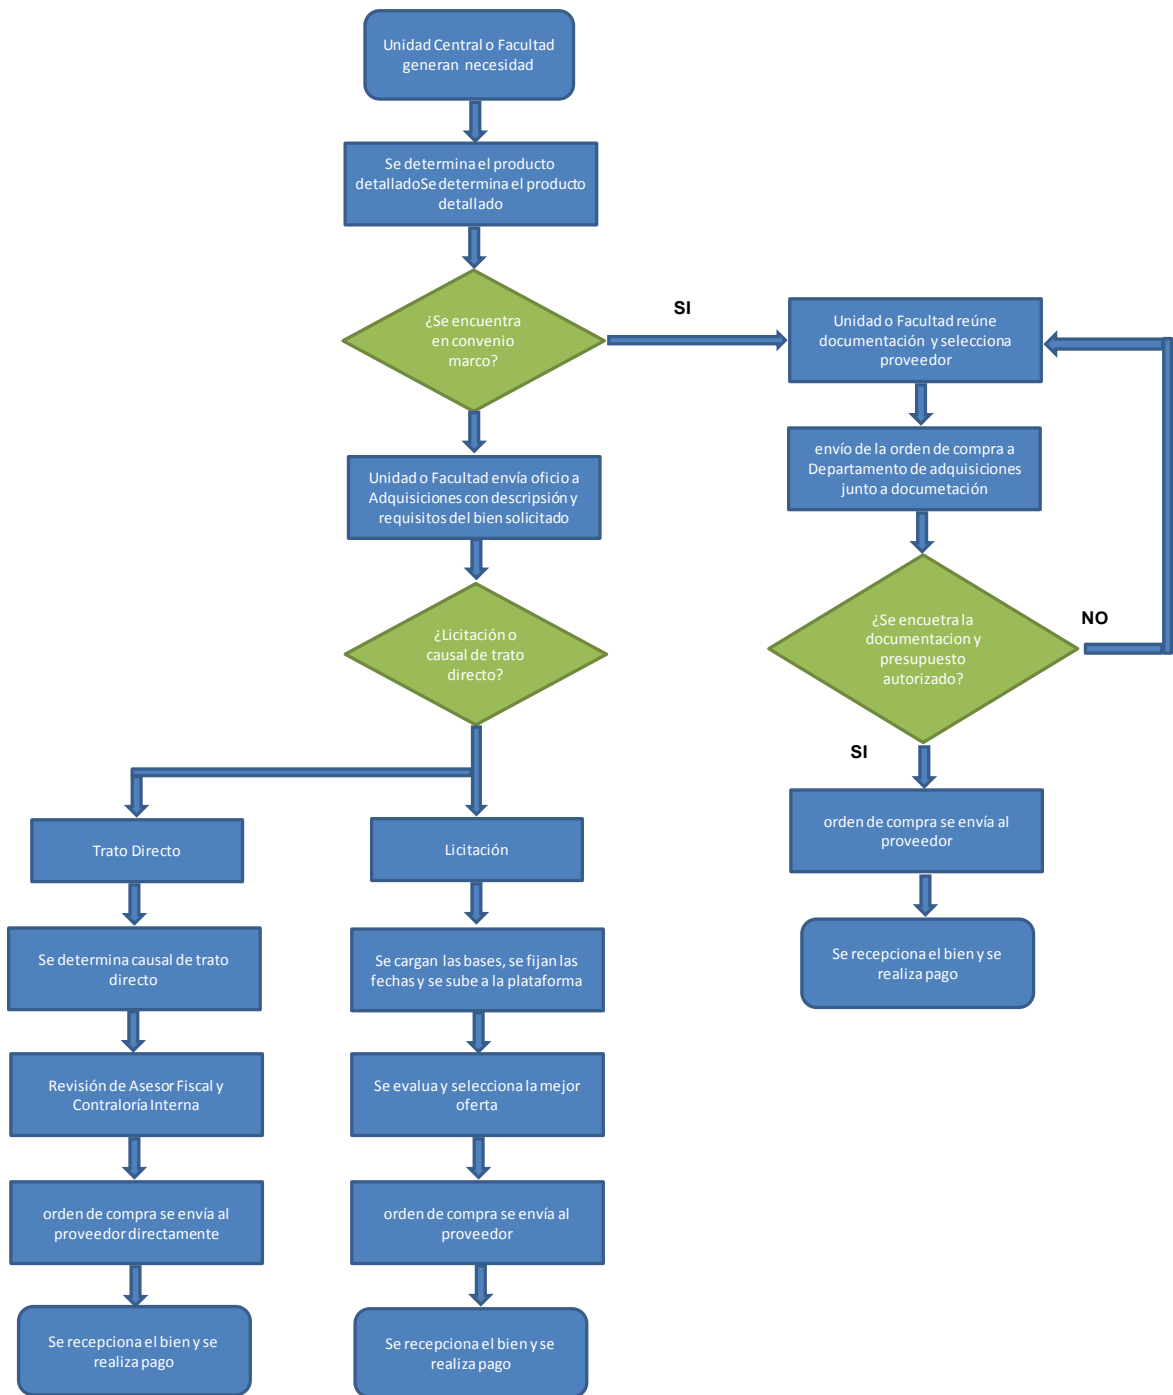 Unidad Central o Facultad
generan necesidad
Se determina el producto
detalladoSe determina el producto
detallado
¿Se encuentra
en convenio
marco?
SI
Unidad o Facultad reúne
documentación y selecciona
proveedor
Unidad o Facultad envía oficio a
Adquisiciones con descripsión y
requisitos del bien solicitado
envío de la orden de compra a
Departamento de adquisiciones
junto a documetación
¿Licitación o
causal de trato
directo?
¿Se encuetra la
documentacion y
presupuesto
autorizado?
NO
SI
Trato Directo
Licitación
orden de compra se envía al
proveedor
Se determina causal de trato
directo
Se cargan las bases, se fijan las
fechas y se sube a la plataforma
Se recepciona el bien y se
realiza pago
Revisión de Asesor Fiscal y
Contraloría Interna
Se evalua y selecciona la mejor
oferta
orden de compra se envía al
proveedor directamente
orden de compra se envía al
proveedor
Se recepciona el bien y se
realiza pago
Se recepciona el bien y se
realiza pago